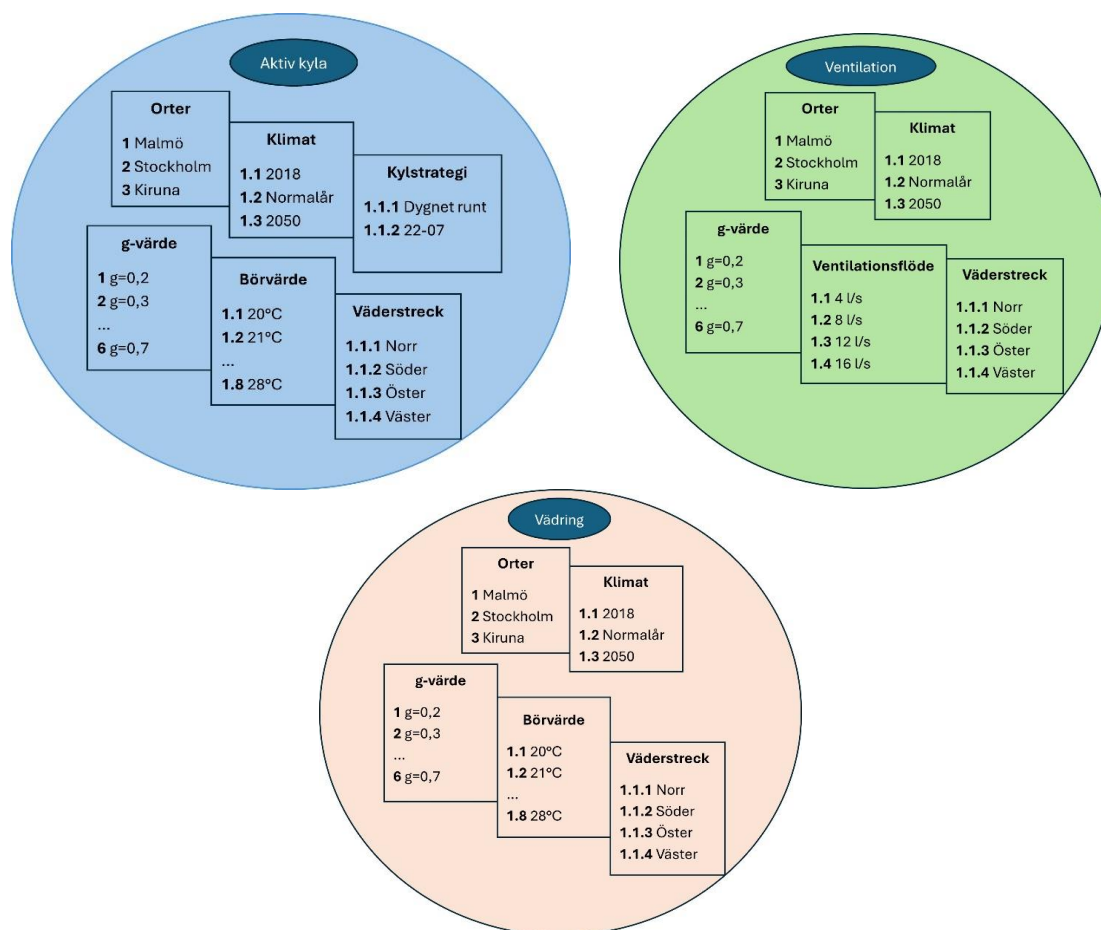 Aktiv kyla
Orter
1 Malmö
2 Stockholm
3 Kiruna
Klimat
1.1 2018
1.2 Normalår
1.3 2050
Kylstrategi
1.1.1 Dygnet runt
1.1.2 22-07
g-värde
1 g=0,2
2 g=0,3
...
6 g=0,7
Börvärde
1.1 20°C
1.2 21°C
...
1.8 28°C
Väderstreck
1.1.1 Norr
1.1.2 Söder
1.1.3 Öster
1.1.4 Väster
Ventilation
Orter
1 Malmö
2 Stockholm
3 Kiruna
Klimat
1.1 2018
1.2 Normalår
1.3 2050
g-värde
1 g=0,2
2 g=0,3
...
6 g=0,7
Ventilationsflöde
1.1 4 l/s
1.2 8 l/s
1.3 12 l/s
1.4 16 l/s
Väderstreck
1.1.1 Norr
1.1.2 Söder
1.1.3 Öster
1.1.4 Väster
Vädring
Orter
1 Malmö
2 Stockholm
3 Kiruna
Klimat
1.1 2018
1.2 Normalår
1.3 2050
g-värde
1 g=0,2
2 g=0,3
...
6 g=0,7
Börvärde
1.1 20°C
1.2 21°C
...
1.8 28°C
Väderstreck
1.1.1 Norr
1.1.2 Söder
1.1.3 Öster
1.1.4 Väster